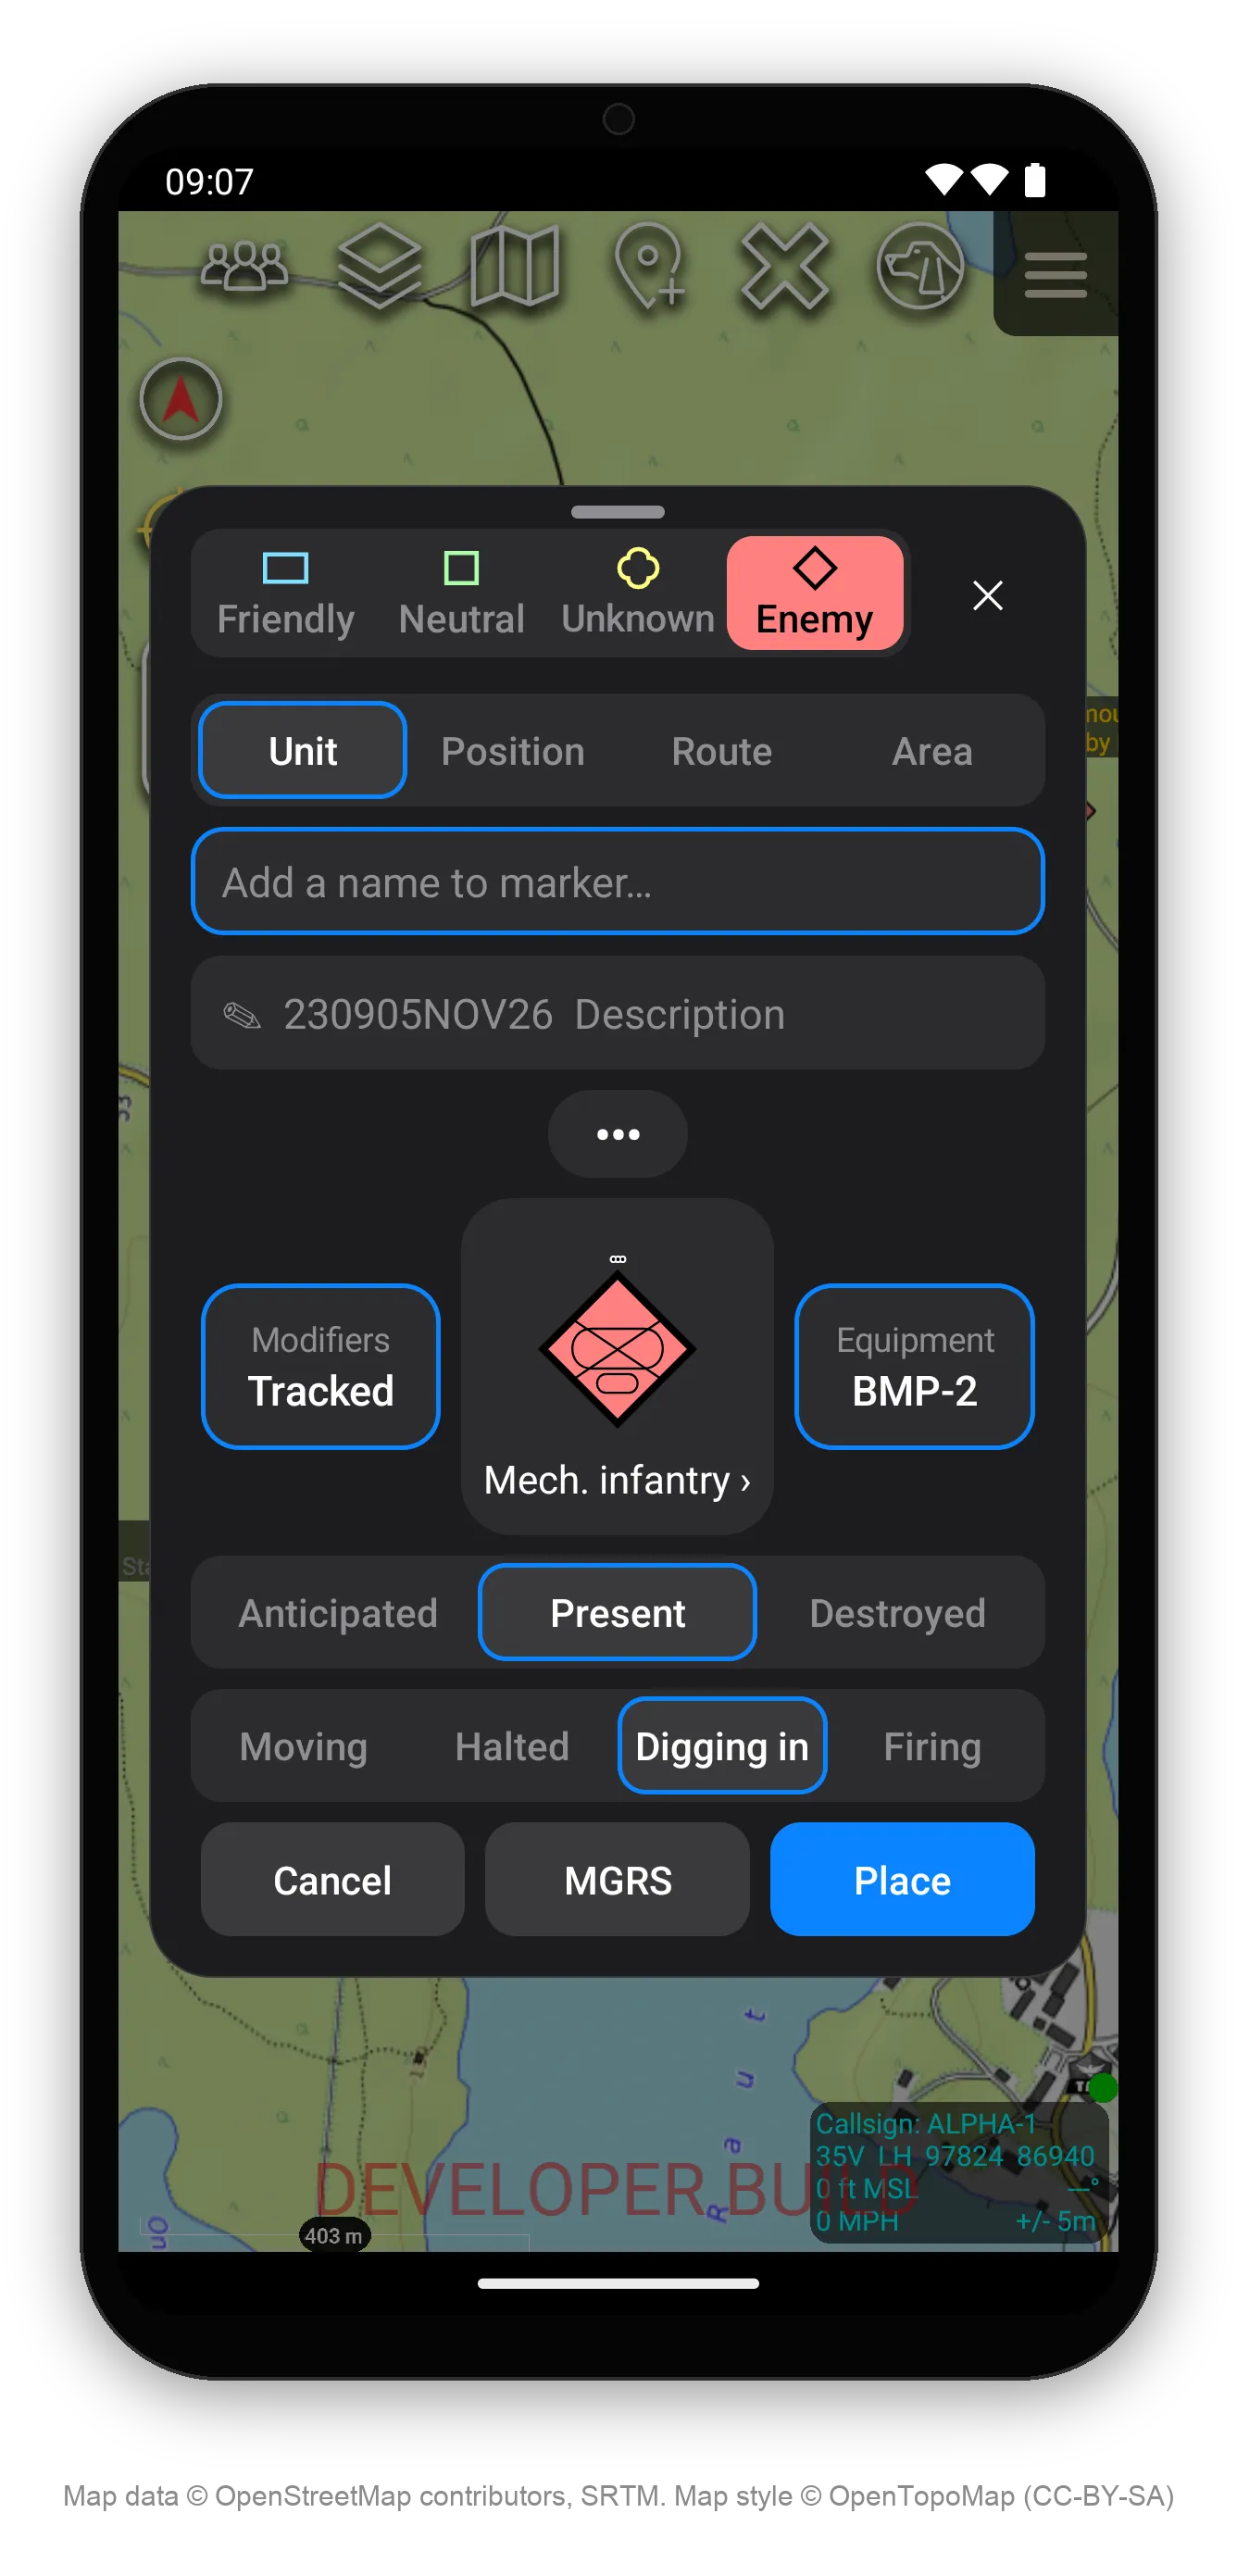 09:07
Friendly
Neutral
Unknown
Enemy
Unit
Position
Route
Area
by
Add a name to marker…
230905NOV26 Description
Modifiers
Tracked
Equipment
BMP-2
Mech. infantry ›
Anticipated
Present
Destroyed
Moving
Halted
Digging in
Firing
Cancel
MGRS
Place
R a u t
Callsign: ALPHA-1
35V LH 97824 86940
0 ft MSL —°
0 MPH +/- 5m
DEVELOPER BUILD
403 m
Map data © OpenStreetMap contributors, SRTM. Map style © OpenTopoMap (CC-BY-SA)